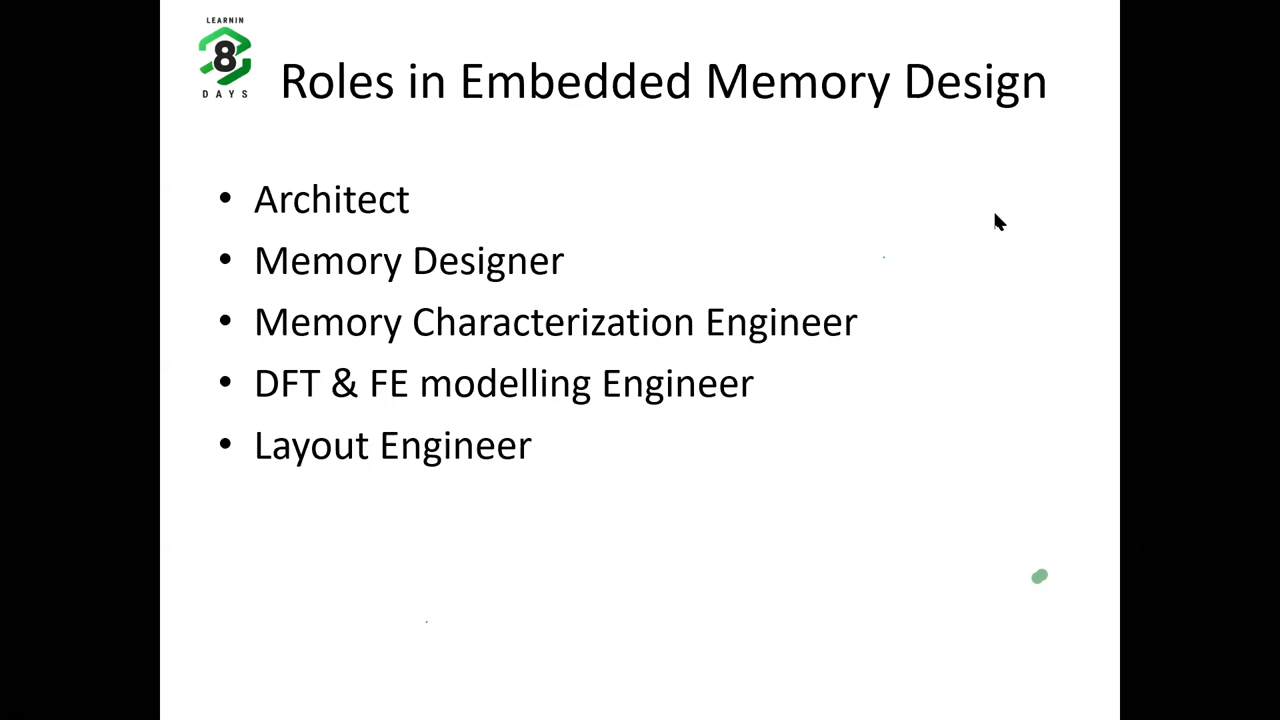 LEARNIN
8
DAYS
Roles in Embedded Memory Design
• Architect
• Memory Designer
• Memory Characterization Engineer
• DFT & FE modelling Engineer
• Layout Engineer